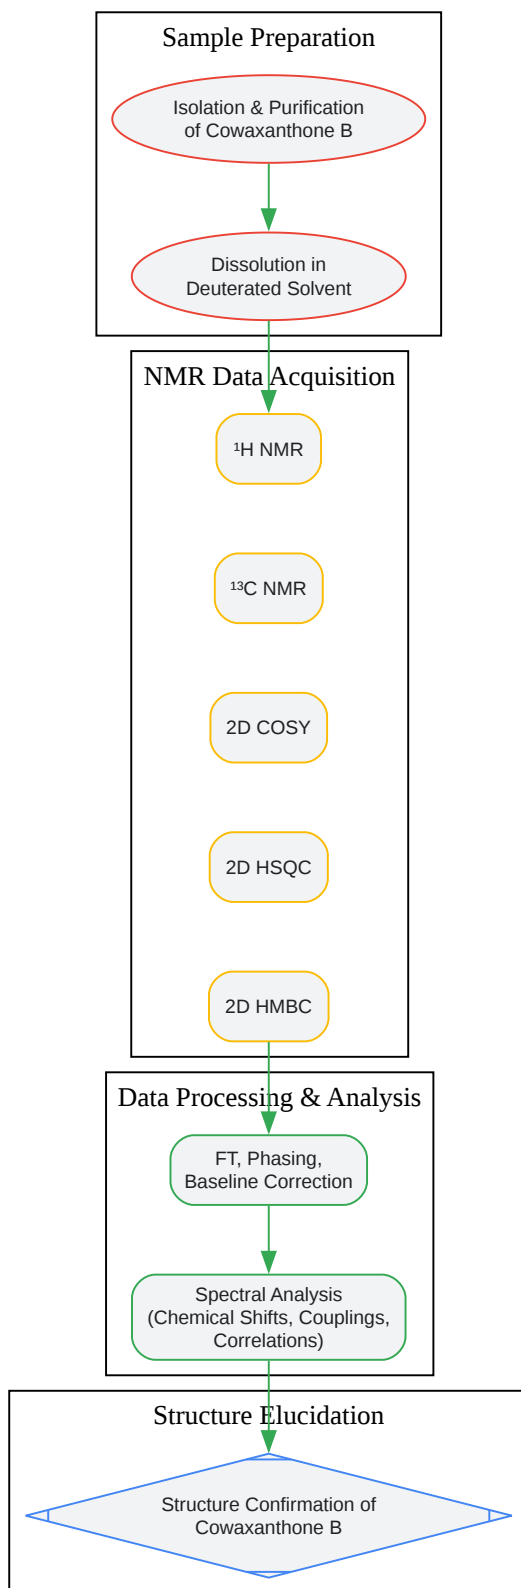 Sample Preparation
Isolation & Purification
of Cowaxanthone B
Dissolution in
Deuterated Solvent
NMR Data Acquisition
¹H NMR
¹³C NMR
2D COSY
2D HSQC
2D HMBC
Data Processing & Analysis
FT, Phasing,
Baseline Correction
Spectral Analysis
(Chemical Shifts, Couplings,
Correlations)
Structure Elucidation
Structure Confirmation of
Cowaxanthone B